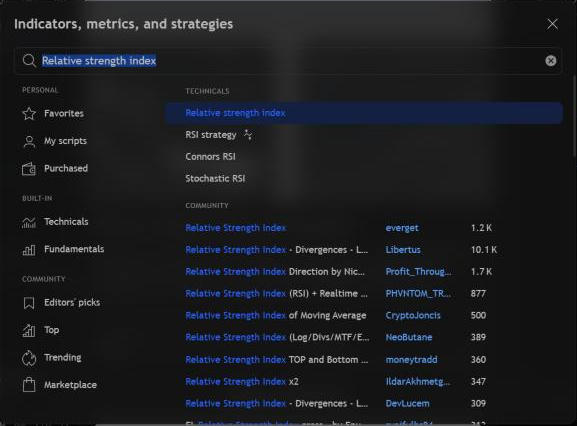 Indicators, metrics, and strategies
Relative strength index
PERSONAL
Favorites
My scripts
Purchased
BUILT-IN
Technicals
Fundamentals
COMMUNITY
Editors' picks
Top
Trending
Marketplace
TECHNICALS
Relative strength index
RSI strategy
Connors RSI
Stochastic RSI
COMMUNITY
Relative Strength Index everget 1.2 K
Relative Strength Index - Divergences - L... Libertus 10.1 K
Relative Strength Index Direction by Nic... Profit_Throug... 1.7 K
Relative Strength Index (RSI) + Realtime ... PHVNTOM_TR... 877
Relative Strength Index of Moving Average CryptoJoncis 500
Relative Strength Index (Log/Divs/MTF/E... NeoButane 389
Relative Strength Index TOP and Bottom ... moneytradd 360
Relative Strength Index x2 IldarAkhmetg... 347
Relative Strength Index - Divergences - L... DevLucem 309